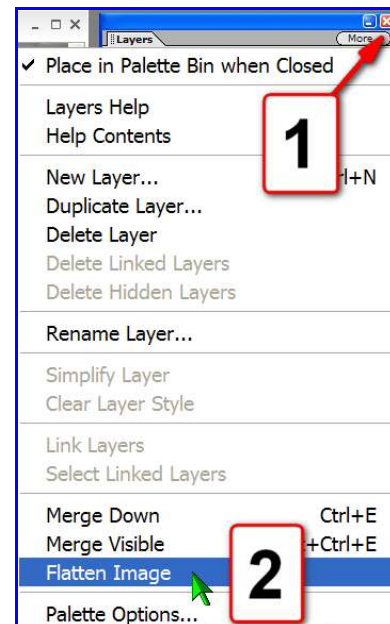 Layers More
✓ Place in Palette Bin when Closed
Layers Help
Help Contents
1
New Layer... rl+N
Duplicate Layer...
Delete Layer
Delete Linked Layers
Delete Hidden Layers
Rename Layer...
Simplify Layer
Clear Layer Style
Link Layers
Select Linked Layers
Merge Down Ctrl+E
Merge Visible +Ctrl+E
Flatten Image
2
Palette Options...